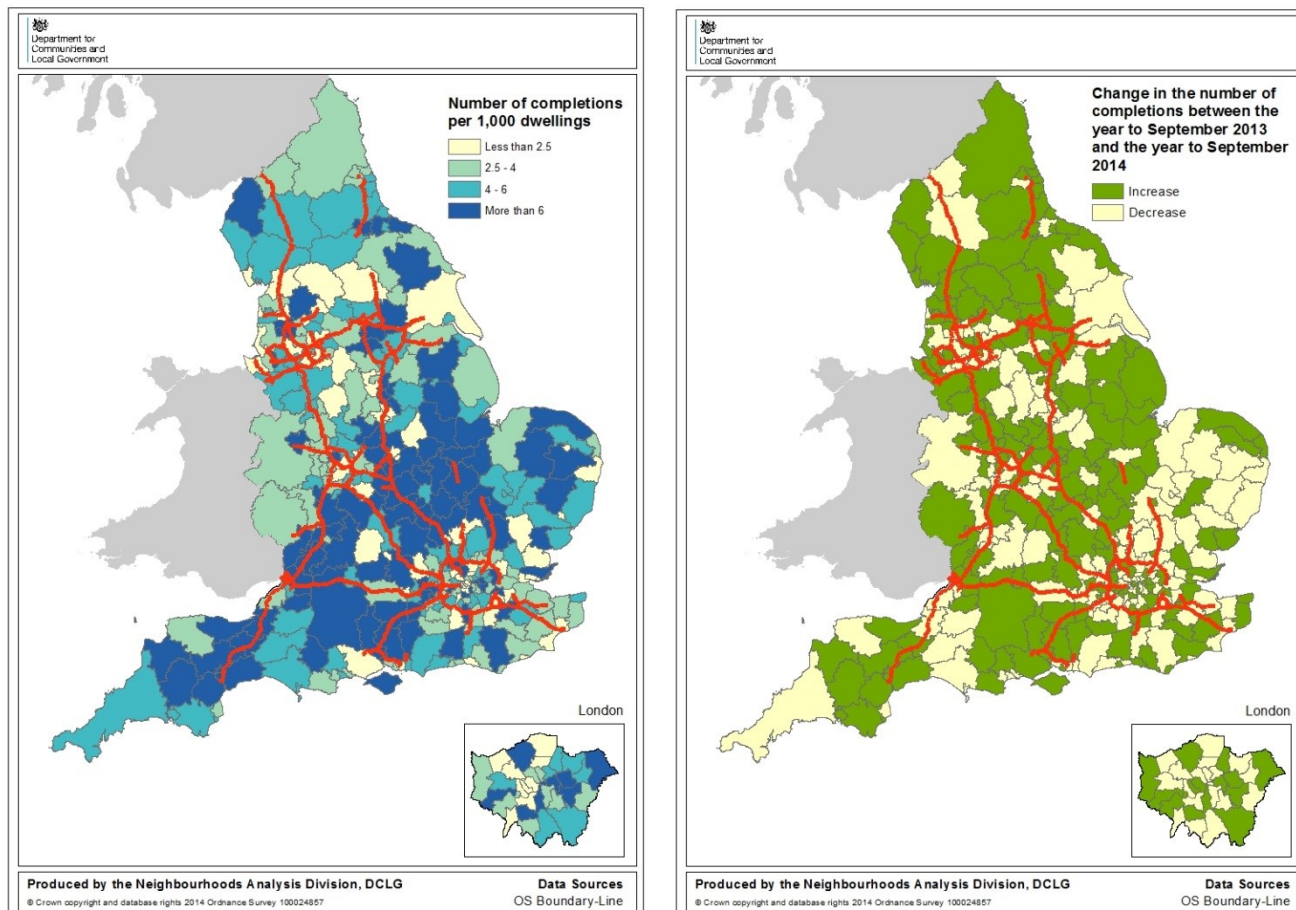 Department for
Communities and
Local Government
Number of completions
per 1,000 dwellings
Less than 2.5
2.5 - 4
4 - 6
More than 6
London
Produced by the Neighbourhoods Analysis Division, DCLG
Data Sources
© Crown copyright and database rights 2014 Ordnance Survey 100024857
OS Boundary-Line
Department for
Communities and
Local Government
Change in the number of
completions between the
year to September 2013
and the year to September
2014
Increase
Decrease
London
Produced by the Neighbourhoods Analysis Division, DCLG
Data Sources
© Crown copyright and database rights 2014 Ordnance Survey 100024857
OS Boundary-Line